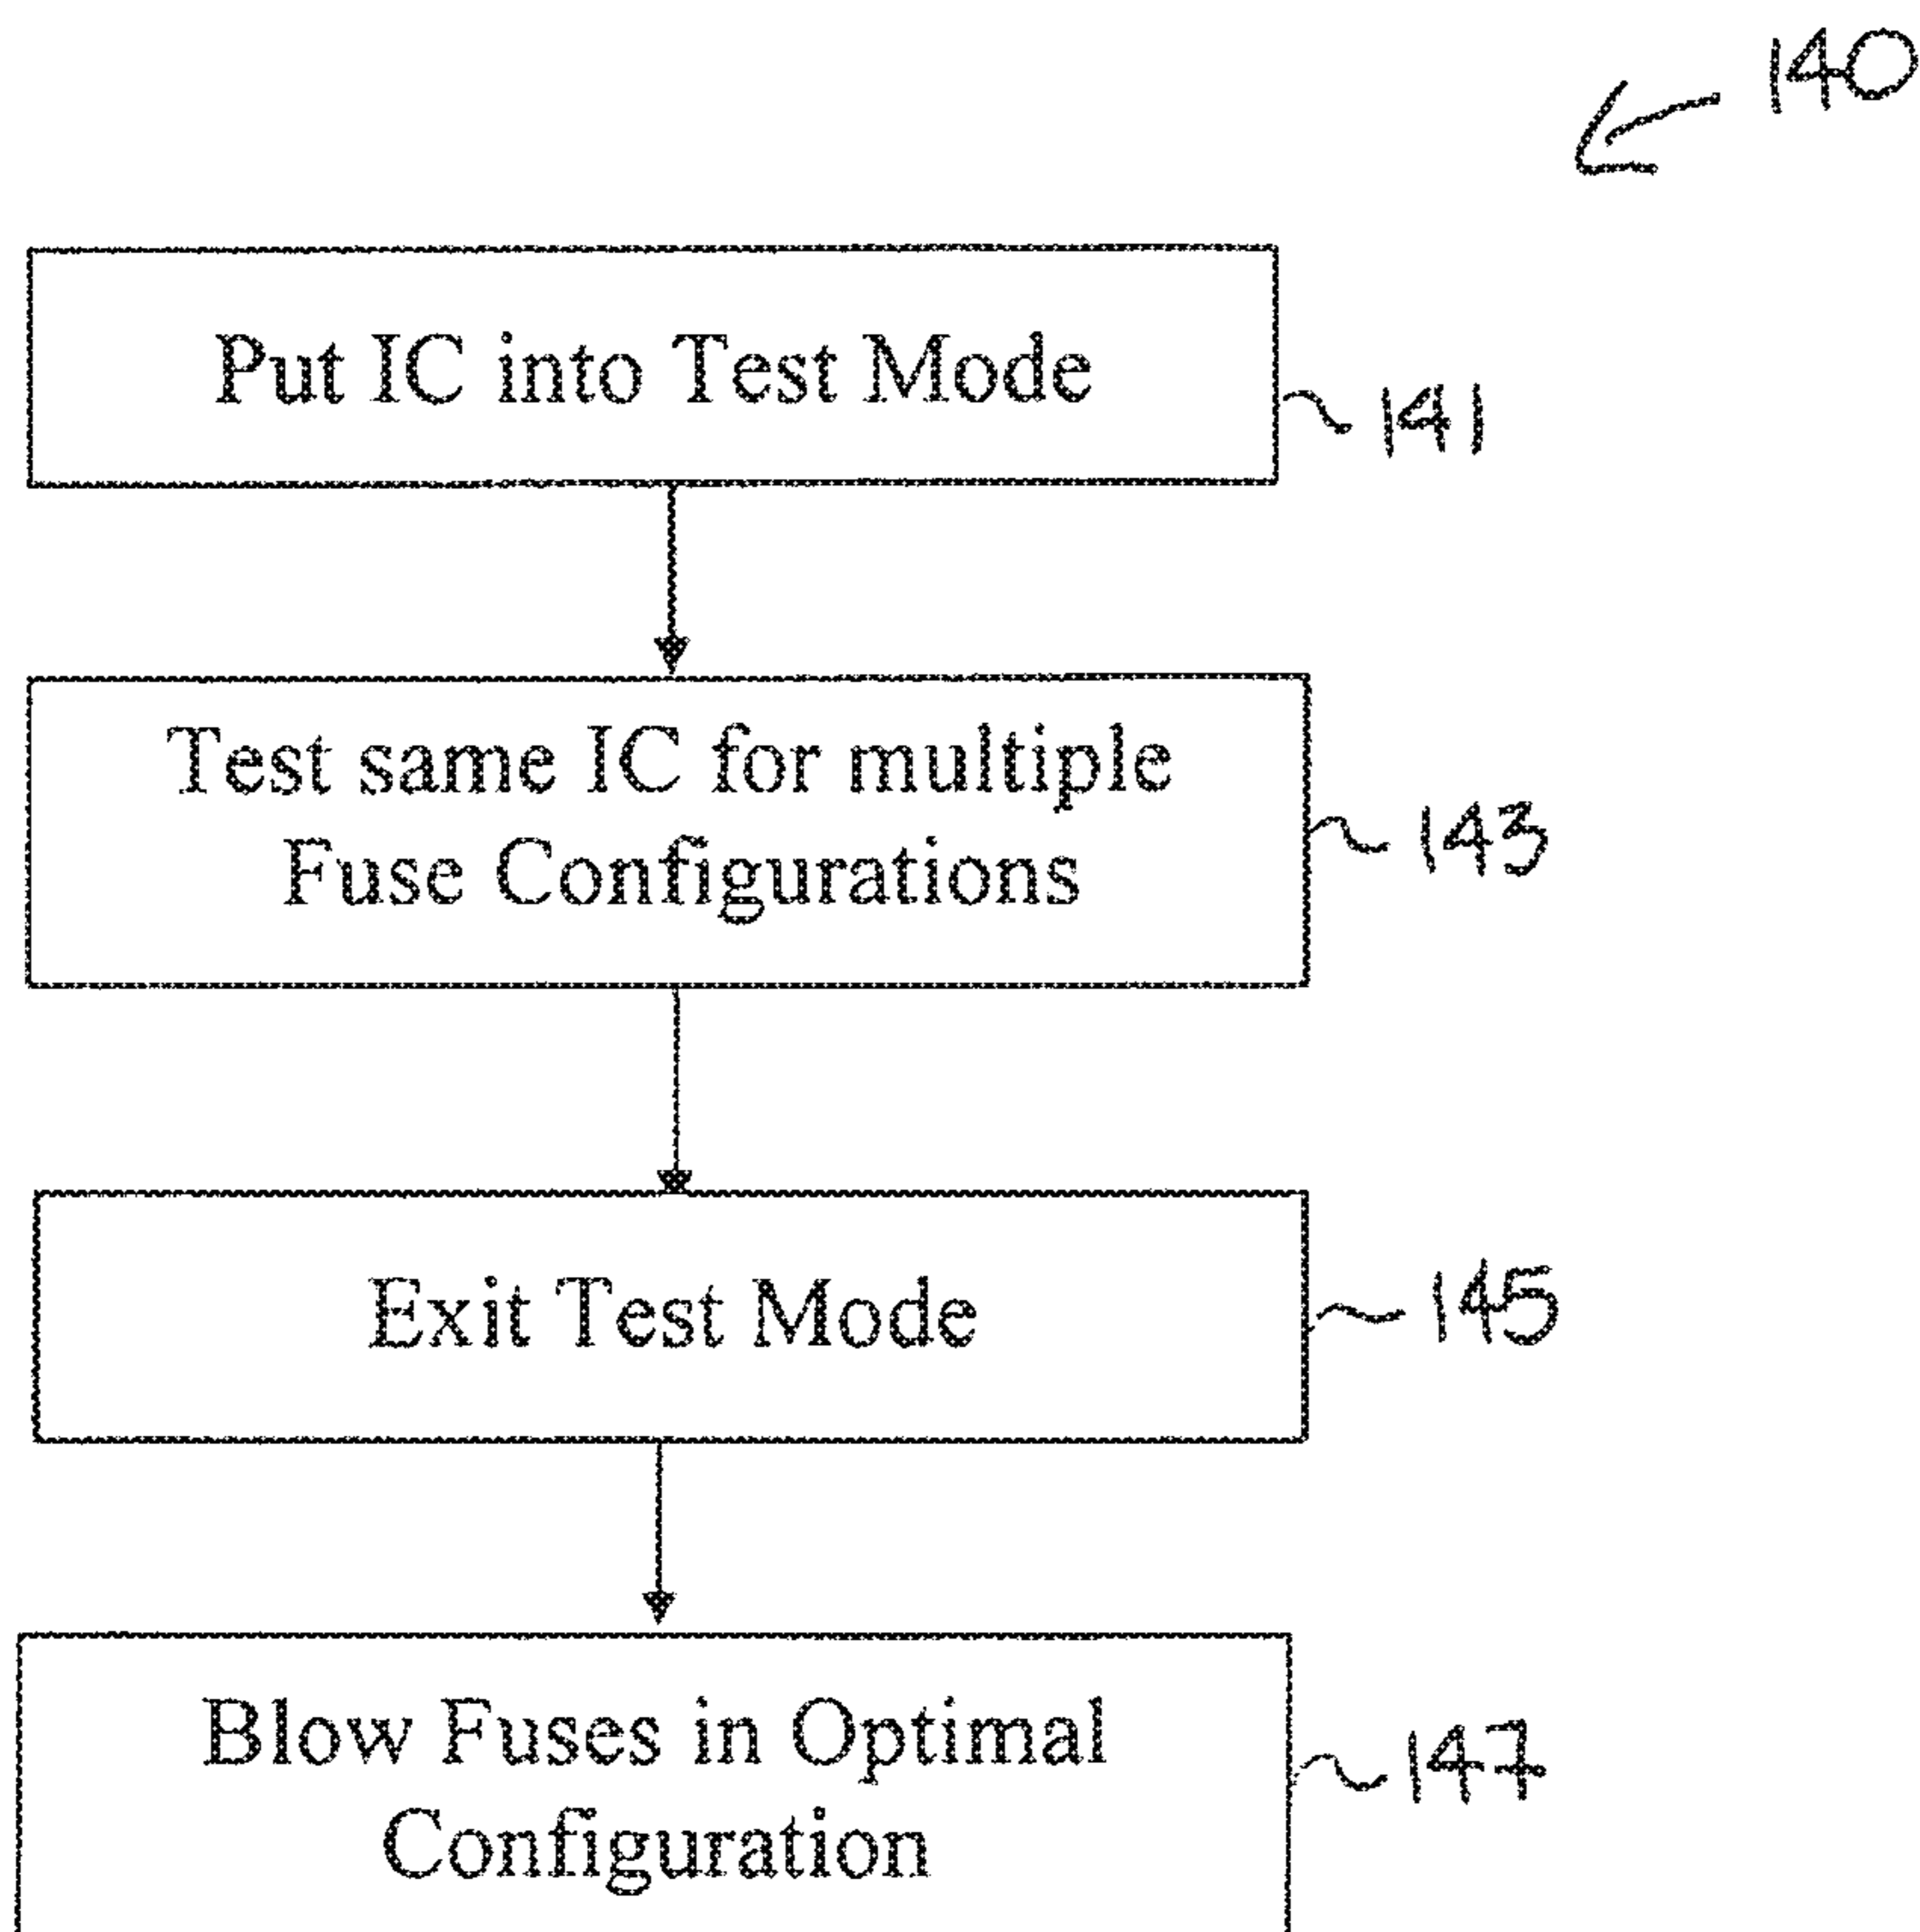 140
Put IC into Test Mode
141
Test same IC for multiple
Fuse Configurations
143
Exit Test Mode
145
Blow Fuses in Optimal
Configuration
147